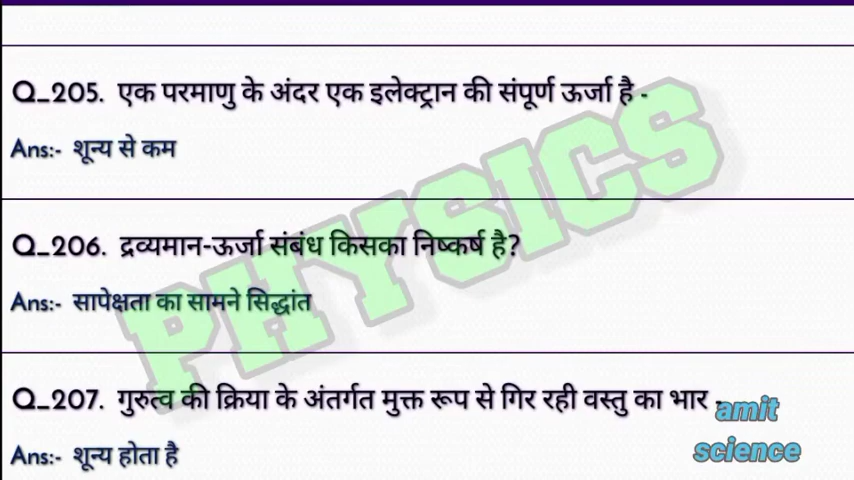 Q_205. एक परमाणु के अंदर एक इलेक्ट्रान की संपूर्ण ऊर्जा है -
Ans:- शून्य से कम
Q_206. द्रव्यमान-ऊर्जा संबंध किसका निष्कर्ष है?
Ans:- सापेक्षता का सामने सिद्धांत
Q_207. गुरुत्व की क्रिया के अंतर्गत मुक्त रूप से गिर रही वस्तु का भार -
Ans:- शून्य होता है
PHYSICS
amit
science